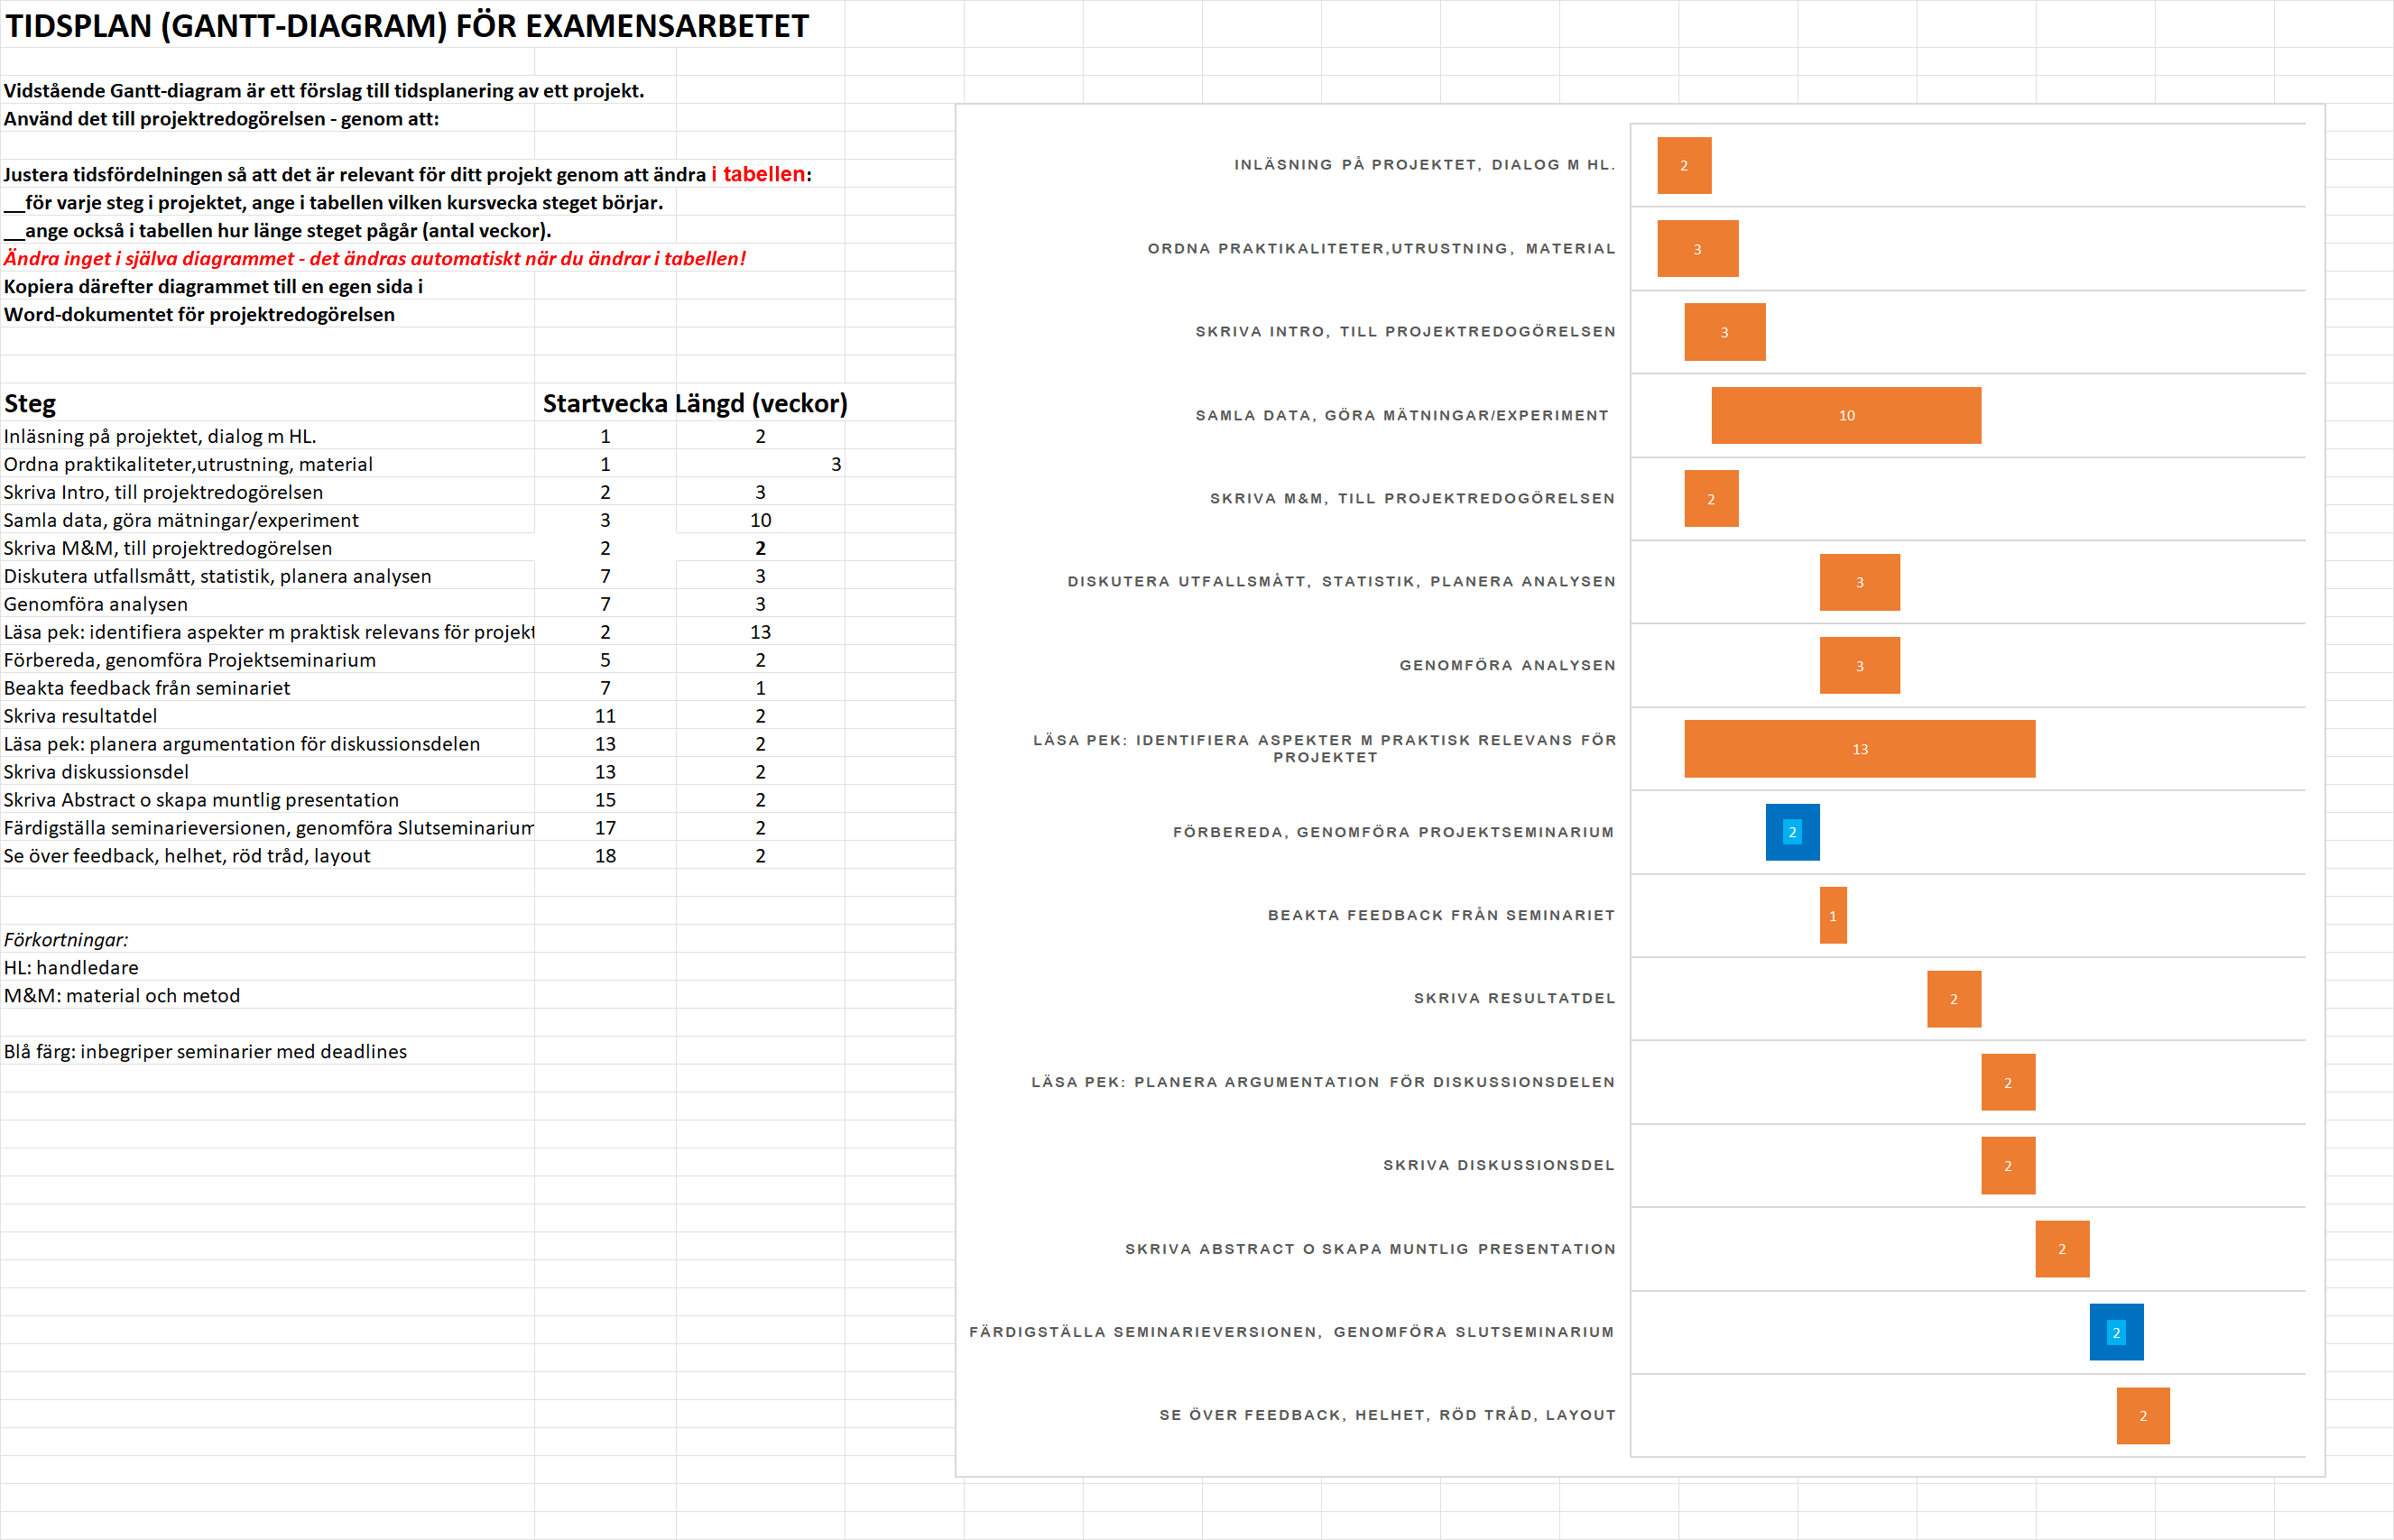 TIDSPLAN (GANTT-DIAGRAM) FÖR EXAMENSARBETET
Vidstående Gantt-diagram är ett förslag till tidsplanering av ett projekt.
Använd det till projektredogörelsen - genom att:
Justera tidsfördelningen så att det är relevant för ditt projekt genom att ändra i tabellen:
__för varje steg i projektet, ange i tabellen vilken kursvecka steget börjar.
__ange också i tabellen hur länge steget pågår (antal veckor).
Ändra inget i själva diagrammet - det ändras automatiskt när du ändrar i tabellen!
Kopiera därefter diagrammet till en egen sida i
Word-dokumentet för projektredogörelsen
Steg Startvecka Längd (veckor)
Inläsning på projektet, dialog m HL. 1 2
Ordna praktikaliteter,utrustning, material 1 3
Skriva Intro, till projektredogörelsen 2 3
Samla data, göra mätningar/experiment 3 10
Skriva M&M, till projektredogörelsen 2 2
Diskutera utfallsmått, statistik, planera analysen 7 3
Genomföra analysen 7 3
Läsa pek: identifiera aspekter m praktisk relevans för projekt 2 13
Förbereda, genomföra Projektseminarium 5 2
Beakta feedback från seminariet 7 1
Skriva resultatdel 11 2
Läsa pek: planera argumentation för diskussionsdelen 13 2
Skriva diskussionsdel 13 2
Skriva Abstract o skapa muntlig presentation 15 2
Färdigställa seminarieversionen, genomföra Slutseminarium 17 2
Se över feedback, helhet, röd tråd, layout 18 2
Förkortningar:
HL: handledare
M&M: material och metod
Blå färg: inbegriper seminarier med deadlines
INLÄSNING PÅ PROJEKTET, DIALOG M HL. 2
ORDNA PRAKTIKALITETER,UTRUSTNING, MATERIAL 3
SKRIVA INTRO, TILL PROJEKTREDOGÖRELSEN 3
SAMLA DATA, GÖRA MÄTNINGAR/EXPERIMENT 10
SKRIVA M&M, TILL PROJEKTREDOGÖRELSEN 2
DISKUTERA UTFALLSMÅTT, STATISTIK, PLANERA ANALYSEN 3
GENOMFÖRA ANALYSEN 3
LÄSA PEK: IDENTIFIERA ASPEKTER M PRAKTISK RELEVANS FÖR
PROJEKTET 13
FÖRBEREDA, GENOMFÖRA PROJEKTSEMINARIUM 2
BEAKTA FEEDBACK FRÅN SEMINARIET 1
SKRIVA RESULTATDEL 2
LÄSA PEK: PLANERA ARGUMENTATION FÖR DISKUSSIONSDELEN 2
SKRIVA DISKUSSIONSDEL 2
SKRIVA ABSTRACT O SKAPA MUNTLIG PRESENTATION 2
FÄRDIGSTÄLLA SEMINARIEVERSIONEN, GENOMFÖRA SLUTSEMINARIUM 2
SE ÖVER FEEDBACK, HELHET, RÖD TRÅD, LAYOUT 2